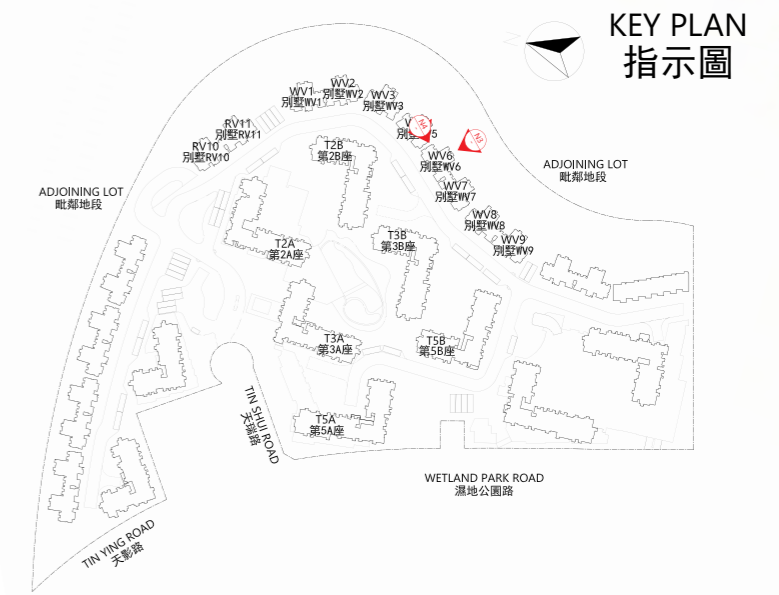 KEY PLAN
指示圖
N
WV2
別墅WV2
WV1
別墅WV1
WV3
別墅WV3
RV11
別墅RV11
N4
N3
RV10
別墅RV10
T2B
第2B座
WV6
別墅WV6
ADJOINING LOT
毗鄰地段
ADJOINING LOT
毗鄰地段
WV7
別墅WV7
WV8
別墅WV8
T3B
第3B座
WV9
別墅WV9
T2A
第2A座
T3A
第3A座
T5B
第5B座
TIN SHUI ROAD
天瑞路
T5A
第5A座
WETLAND PARK ROAD
濕地公園路
TIN YING ROAD
天影路